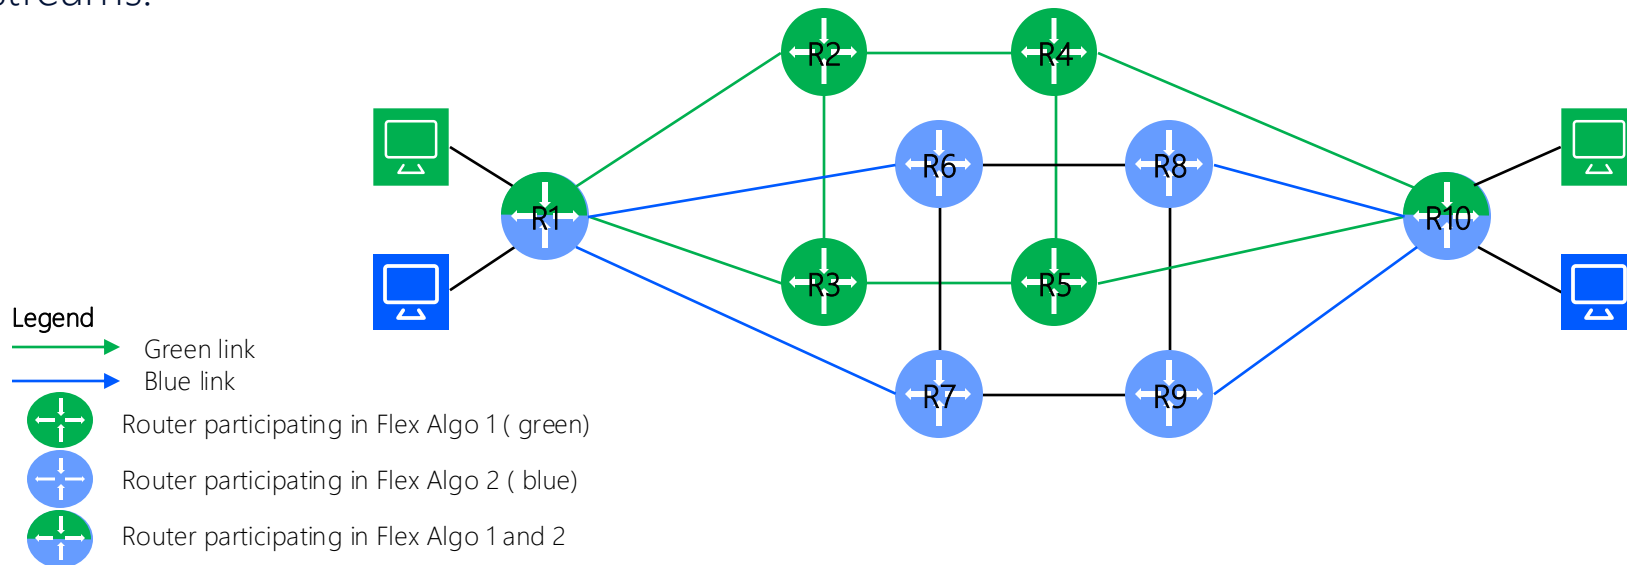 streams.
R2
R4
R6
R8
R1
R10
R3
R5
R7
R9
Legend
Green link
Blue link
Router participating in Flex Algo 1 ( green)
Router participating in Flex Algo 2 ( blue)
Router participating in Flex Algo 1 and 2